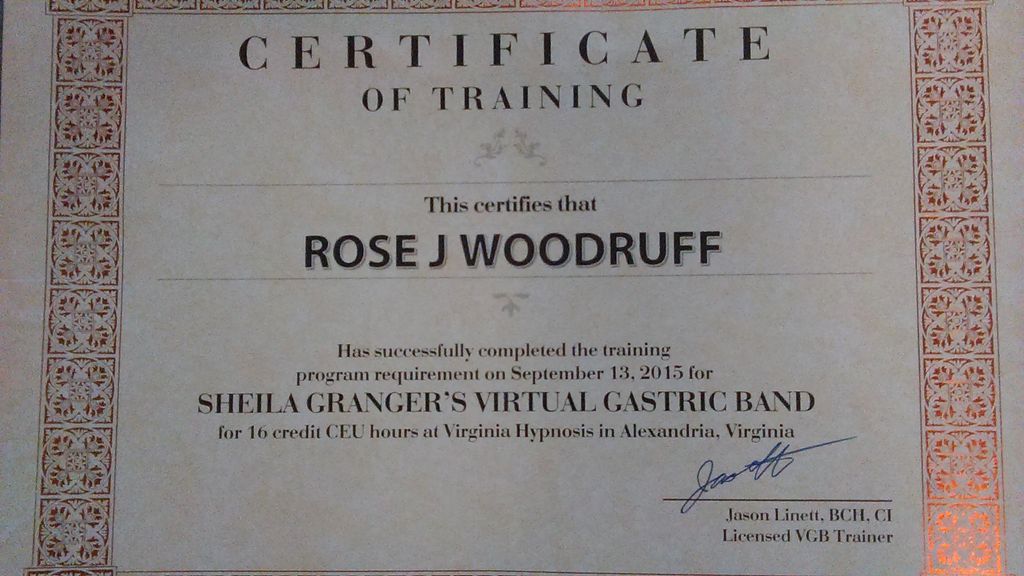 CERTIFICATE
OF TRAINING
This certifies that
ROSE J WOODRUFF
Has successfully completed the training
program requirement on September 13, 2015 for
SHEILA GRANGER'S VIRTUAL GASTRIC BAND
for 16 credit CEU hours at Virginia Hypnosis in Alexandria, Virginia
Jason Linett, BCH, CI
Licensed VGB Trainer